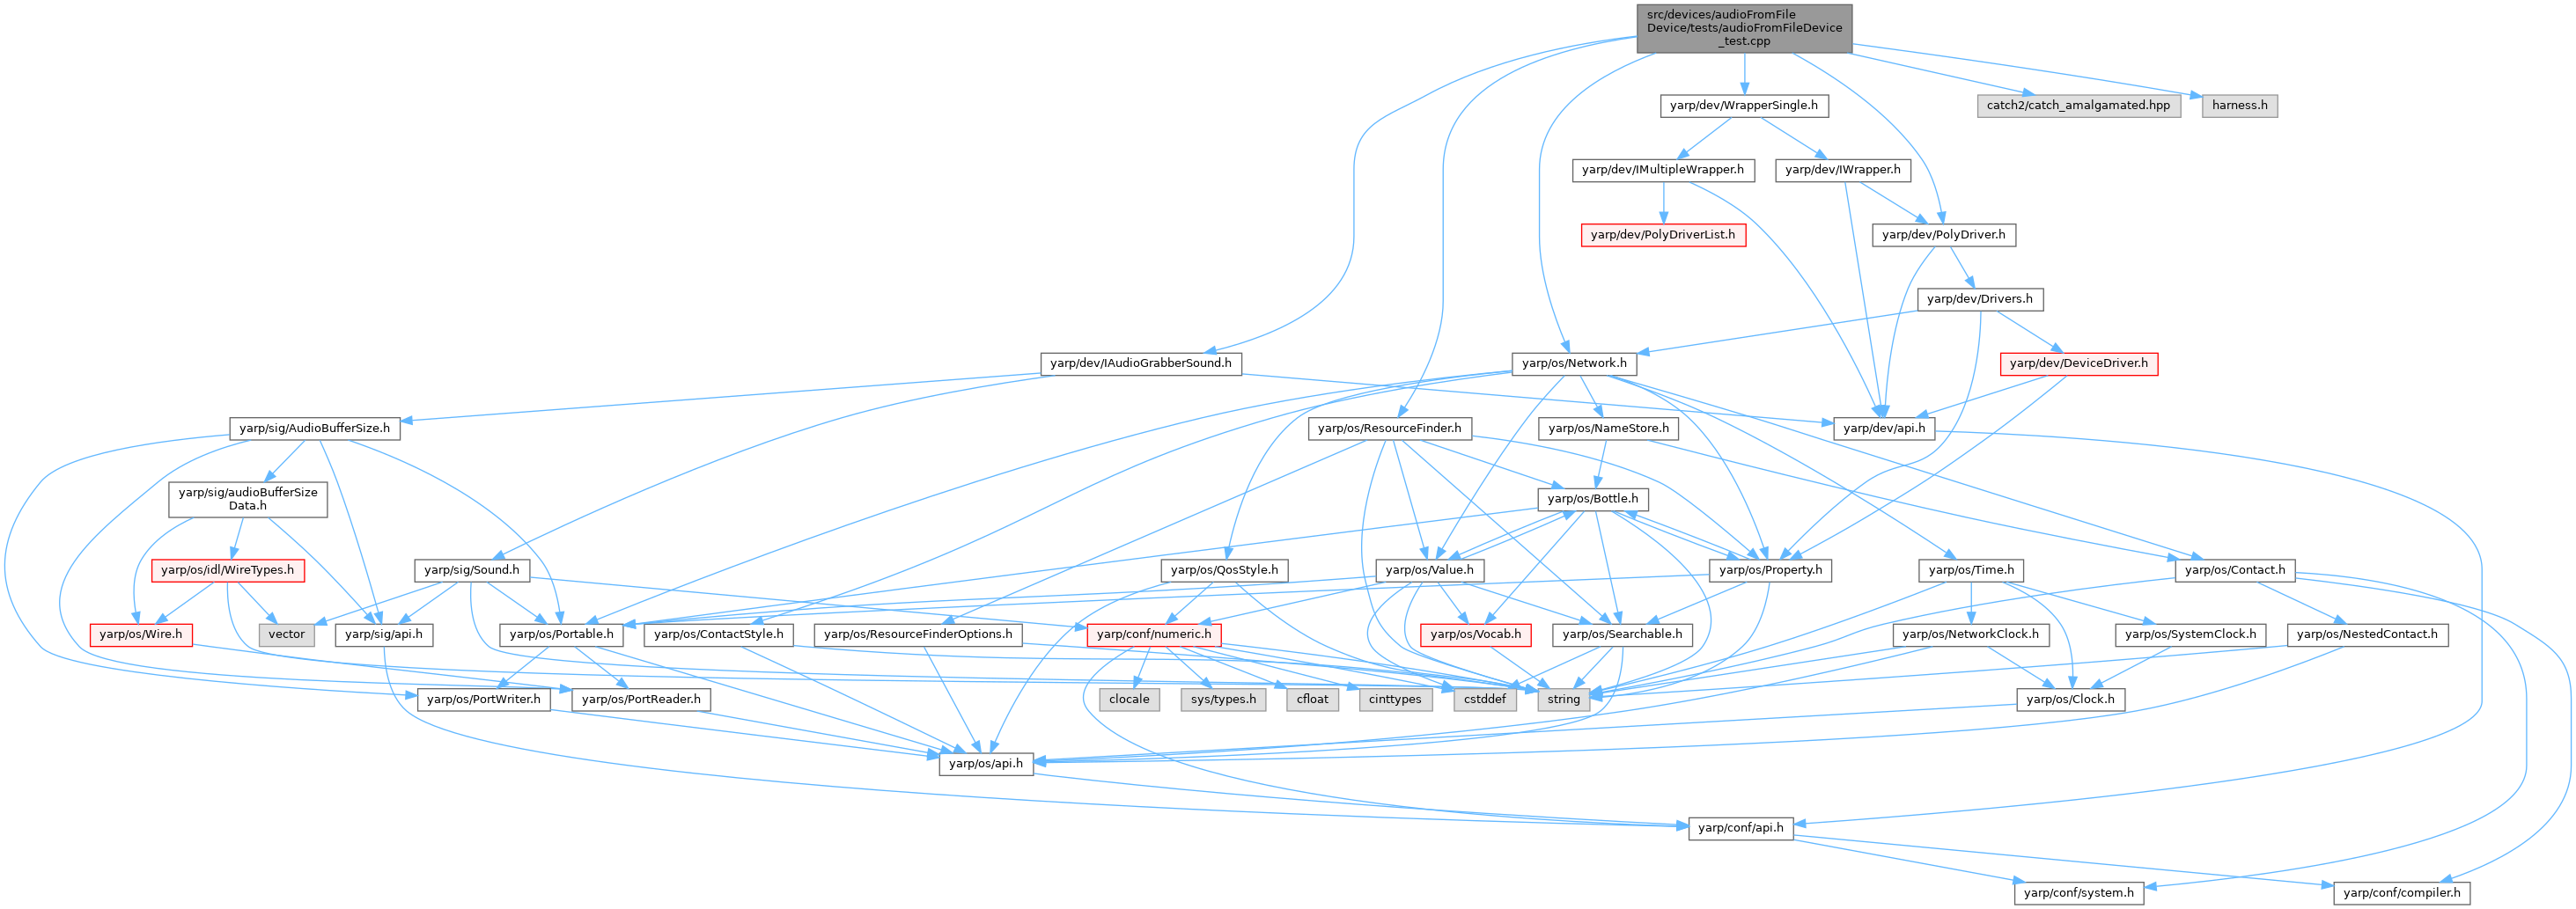 src/devices/audioFromFile
Device/tests/audioFromFileDevice
_test.cpp
yarp/dev/WrapperSingle.h
catch2/catch_amalgamated.hpp
harness.h
yarp/dev/IMultipleWrapper.h
yarp/dev/IWrapper.h
yarp/dev/PolyDriverList.h
yarp/dev/PolyDriver.h
yarp/dev/Drivers.h
yarp/dev/IAudioGrabberSound.h
yarp/os/Network.h
yarp/dev/DeviceDriver.h
yarp/sig/AudioBufferSize.h
yarp/os/ResourceFinder.h
yarp/os/NameStore.h
yarp/dev/api.h
yarp/sig/audioBufferSize
Data.h
yarp/os/Bottle.h
yarp/os/idl/WireTypes.h
yarp/sig/Sound.h
yarp/os/QosStyle.h
yarp/os/Value.h
yarp/os/Property.h
yarp/os/Time.h
yarp/os/Contact.h
yarp/os/Wire.h
vector
yarp/sig/api.h
yarp/os/Portable.h
yarp/os/ContactStyle.h
yarp/os/ResourceFinderOptions.h
yarp/conf/numeric.h
yarp/os/Vocab.h
yarp/os/Searchable.h
yarp/os/NetworkClock.h
yarp/os/SystemClock.h
yarp/os/NestedContact.h
yarp/os/PortWriter.h
yarp/os/PortReader.h
clocale
sys/types.h
cfloat
cinttypes
cstddef
string
yarp/os/Clock.h
yarp/os/api.h
yarp/conf/api.h
yarp/conf/system.h
yarp/conf/compiler.h